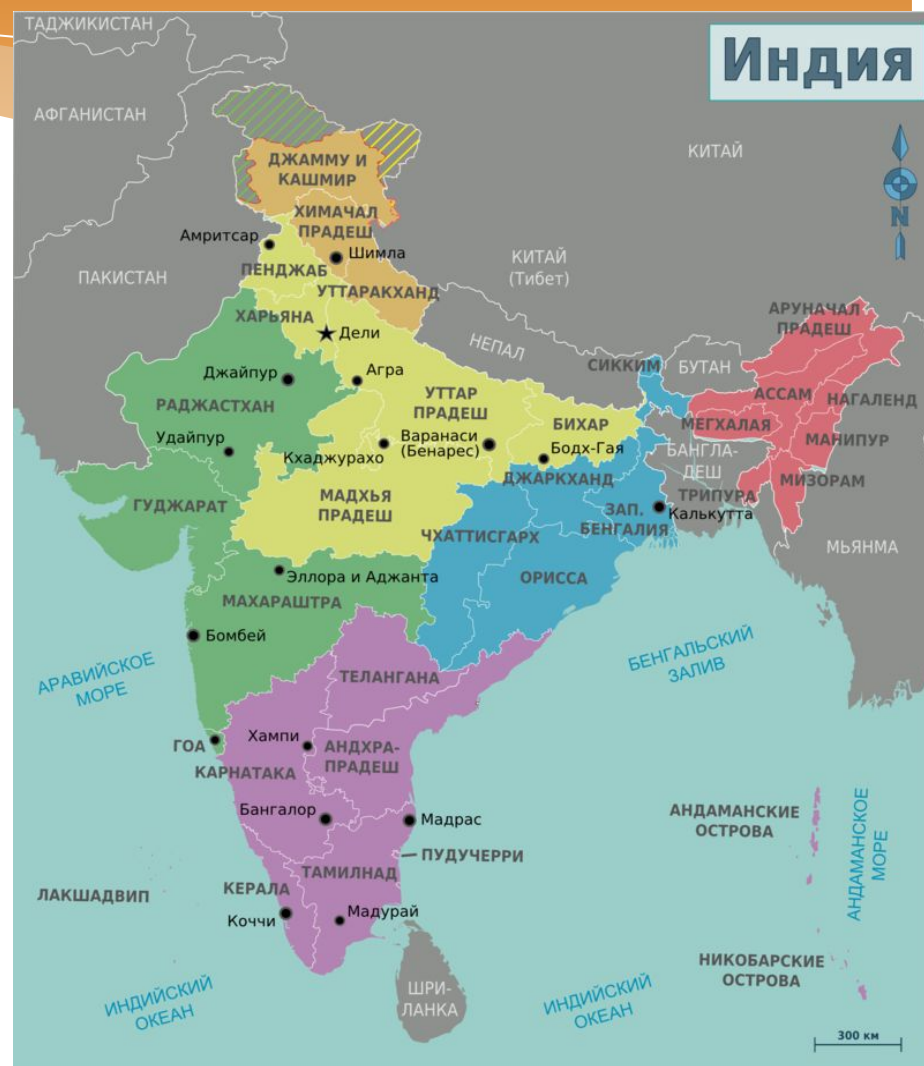 ТАДЖИКИСТАН
Индия
АФГАНИСТАН
КИТАЙ
ДЖАММУ И
КАШМИР
N
ХИМАЧАЛ
ПРАДЕШ
Амритсар
Шимла
КИТАЙ
(Тибет)
ПАКИСТАН
ПЕНДЖАБ
УТТАРАКХАНД
ХАРЬЯНА
Дели
НЕПАЛ
АРУНАЧАЛ
ПРАДЕШ
СИККИМ
БУТАН
Джайпур
Агра
РАДЖАСТХАН
УТТАР
ПРАДЕШ
АССАМ
НАГАЛЕНД
БИХАР
МЕГХАЛАЯ
Удайпур
Кхаджурахо
Варанаси
(Бенарес)
Бодх-Гая
БАНГЛА-
ДЕШ
МАНИПУР
ДЖАРКХАНД
МИЗОРАМ
ГУДЖАРАТ
МАДХЬЯ
ПРАДЕШ
ЗАП.
БЕНГАЛИЯ
ТРИПУРА
Калькутта
ЧХАТТИСГАРХ
МЬЯНМА
Эллора и Аджанта
ОРИССА
МАХАРАШТРА
Бомбей
АРАВИЙСКОЕ
МОРЕ
БЕНГАЛЬСКИЙ
ЗАЛИВ
ТЕЛАНГАНА
ГОА
Хампи
АНДХРА-
ПРАДЕШ
КАРНАТАКА
Бангалор
Мадрас
АНДАМАНСКИЕ
ОСТРОВА
АНДАМАНСКОЕ
МОРЕ
ПУДУЧЕРРИ
ТАМИЛНАД
КЕРАЛА
ЛАКШАДВИП
Коччи
Мадурай
НИКОБАРСКИЕ
ОСТРОВА
ИНДИЙСКИЙ
ОКЕАН
ШРИ-
ЛАНКА
ИНДИЙСКИЙ
ОКЕАН
300 км